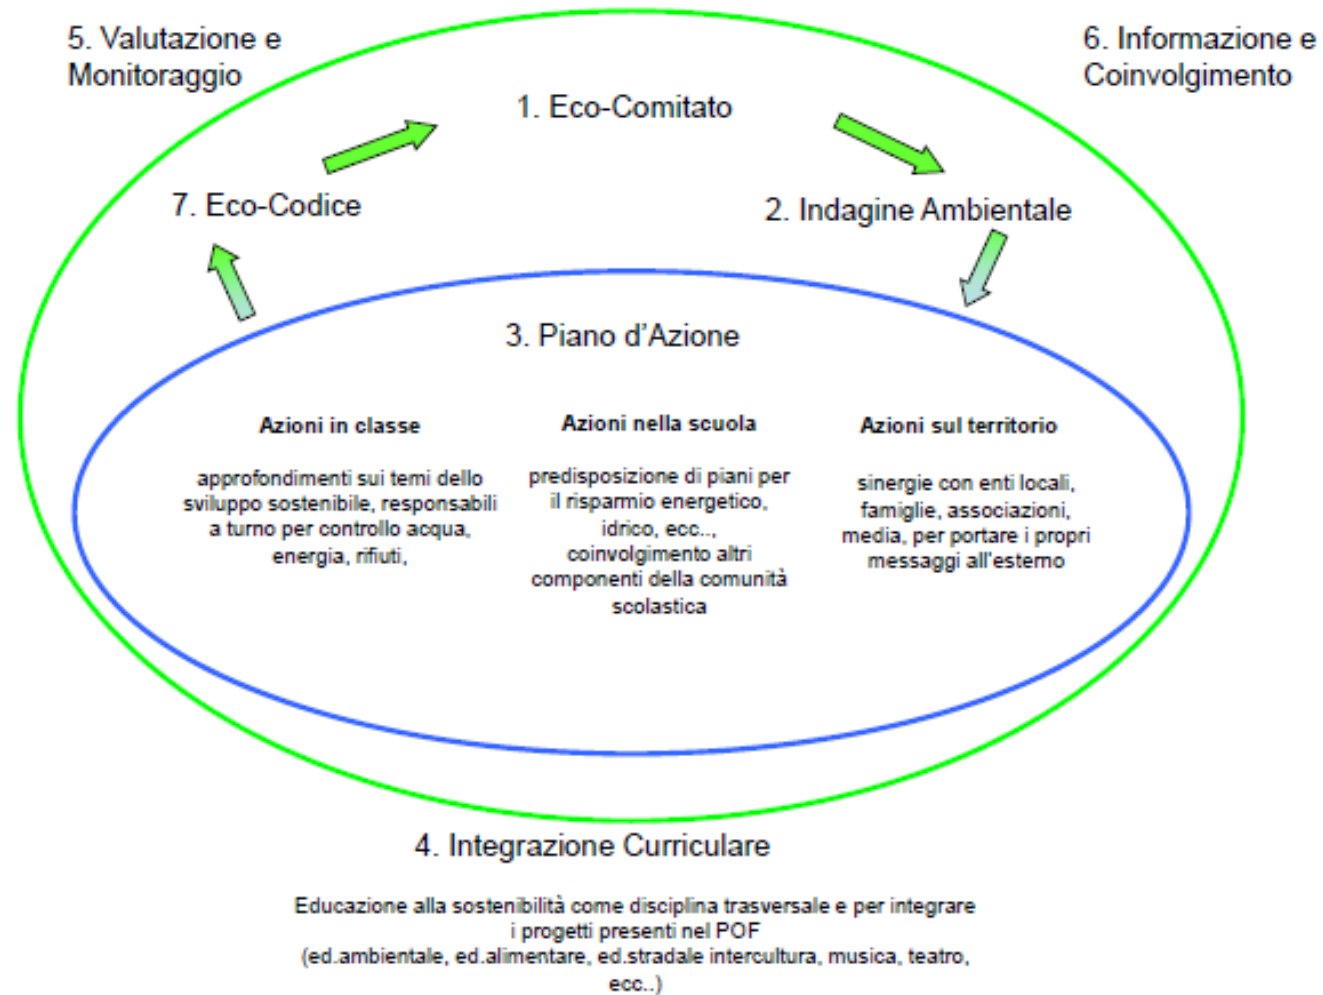 5. Valutazione e
Monitoraggio
6. Informazione e
Coinvolgimento
1. Eco-Comitato
7. Eco-Codice
2. Indagine Ambientale
3. Piano d'Azione
Azioni in classe
approfondimenti sui temi dello
sviluppo sostenibile, responsabili
a turno per controllo acqua,
energia, rifiuti,
Azioni nella scuola
predisposizione di piani per
il risparmio energetico,
idrico, ecc..,
coinvolgimento altri
componenti della comunità
scolastica
Azioni sul territorio
sinergie con enti locali,
famiglie, associazioni,
media, per portare i propri
messaggi all'esterno
4. Integrazione Curriculare
Educazione alla sostenibilità come disciplina trasversale e per integrare
i progetti presenti nel POF
(ed.ambientale, ed.alimentare, ed.stradale intercultura, musica, teatro,
ecc..)